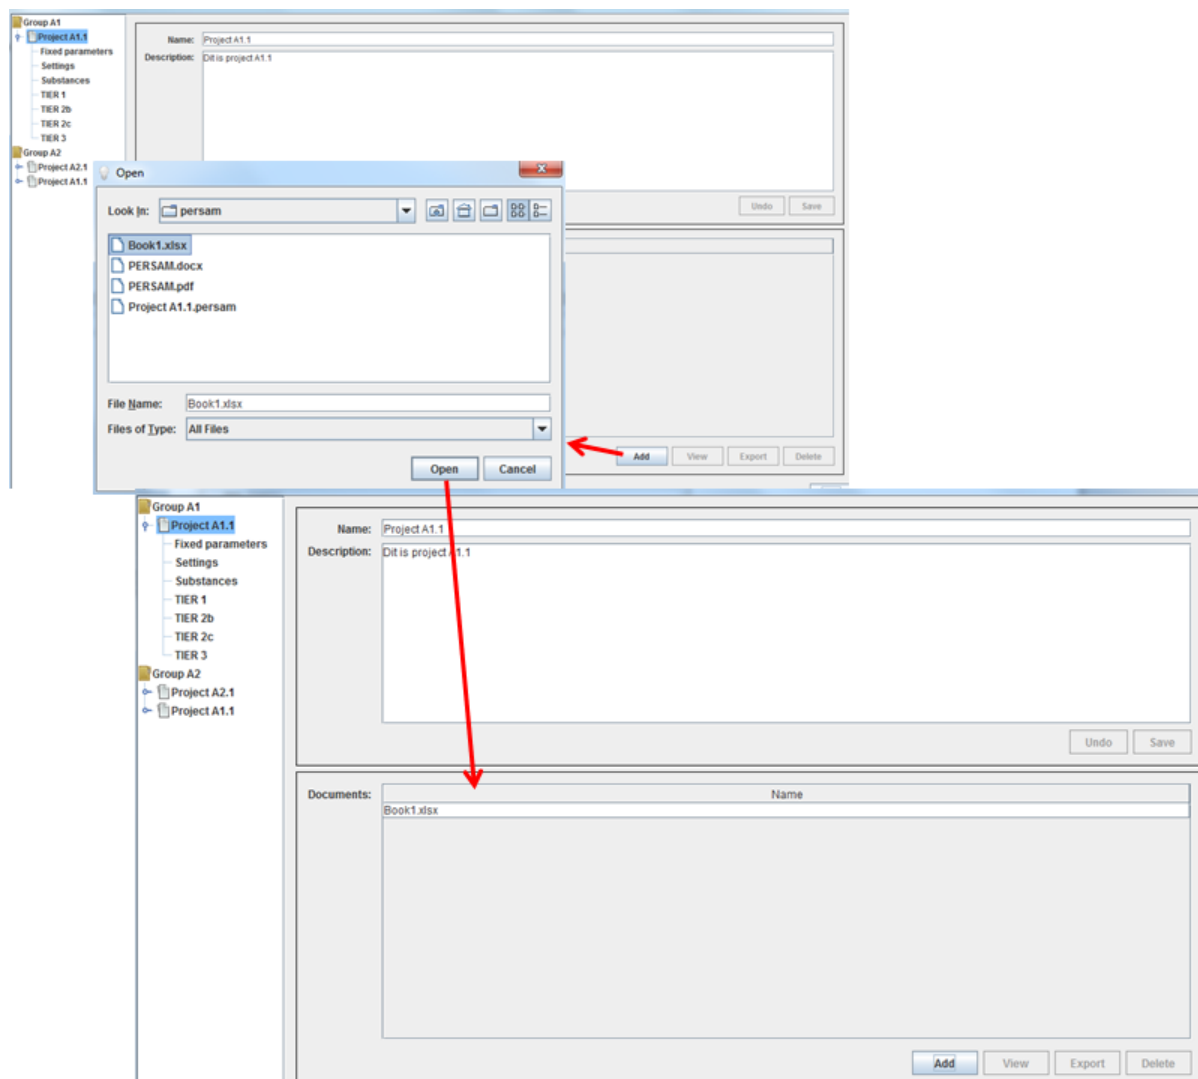 Group A1
Project A1.1
Fixed parameters
Settings
Substances
TIER 1
TIER 2b
TIER 2c
TIER 3
Group A2
Project A2.1
Project A1.1
Name: Project A1.1
Description: Dit is project A1.1
Undo Save
Open
Look In: persam
Book1.xlsx
PERSAM.docx
PERSAM.pdf
Project A1.1.persam
File Name: Book1.xlsx
Files of Type: All Files
Open Cancel
Add View Export Delete
Group A1
Project A1.1
Fixed parameters
Settings
Substances
TIER 1
TIER 2b
TIER 2c
TIER 3
Group A2
Project A2.1
Project A1.1
Name: Project A1.1
Description: Dit is project A1.1
Undo Save
Documents: Name
Book1.xlsx
Add View Export Delete